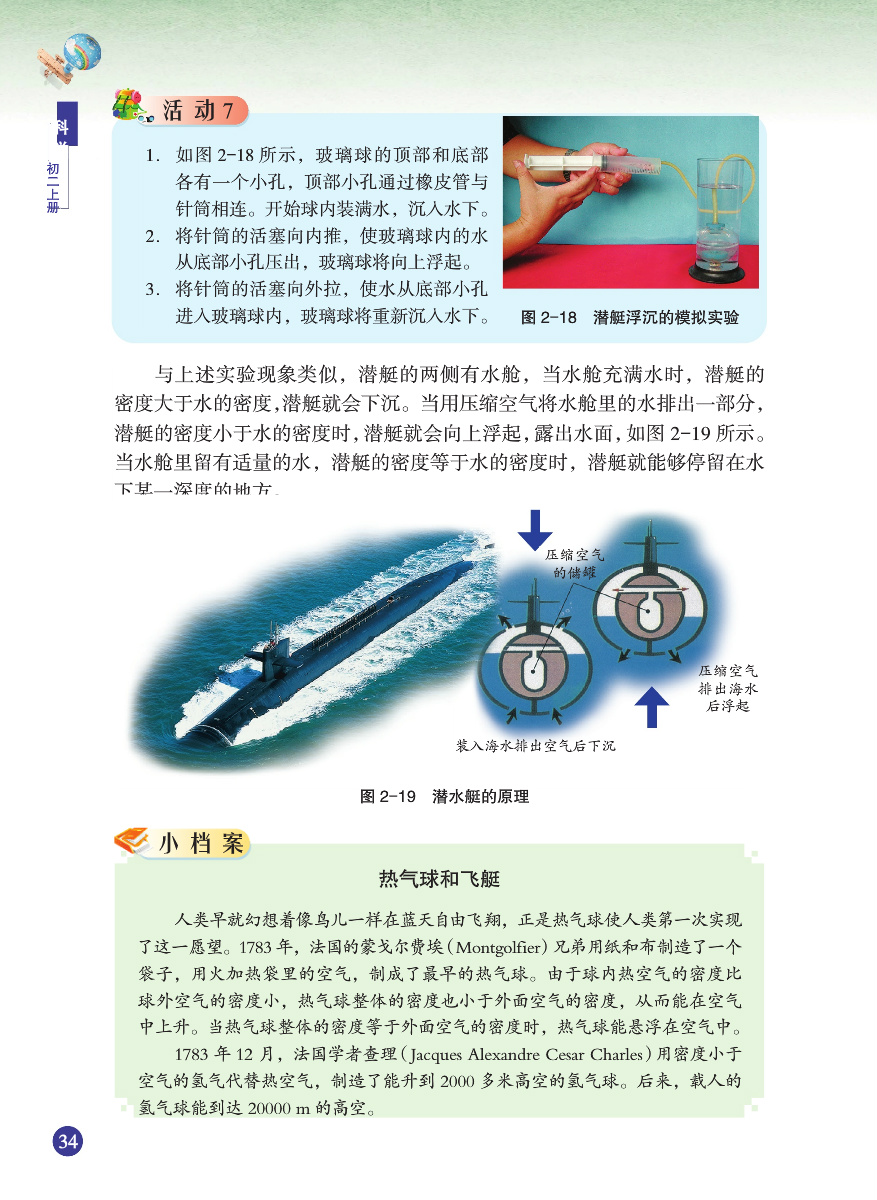 科
初二上册
活动7
1. 如图 2-18 所示，玻璃球的顶部和底部
各有一个小孔，顶部小孔通过橡皮管与
针筒相连。开始球内装满水，沉入水下。
2. 将针筒的活塞向内推，使玻璃球内的水
从底部小孔压出，玻璃球将向上浮起。
3. 将针筒的活塞向外拉，使水从底部小孔
进入玻璃球内，玻璃球将重新沉入水下。
图 2-18 潜艇浮沉的模拟实验
与上述实验现象类似，潜艇的两侧有水舱，当水舱充满水时，潜艇的
密度大于水的密度，潜艇就会下沉。当用压缩空气将水舱里的水排出一部分，
潜艇的密度小于水的密度时，潜艇就会向上浮起，露出水面，如图 2-19 所示。
当水舱里留有适量的水，潜艇的密度等于水的密度时，潜艇就能够停留在水
下某一深度的地方。
压缩空气
的储罐
压缩空气
排出海水
后浮起
装入海水排出空气后下沉
图 2-19 潜水艇的原理
小档案
热气球和飞艇
人类早就幻想着像鸟儿一样在蓝天自由飞翔，正是热气球使人类第一次实现
了这一愿望。1783 年，法国的蒙戈尔费埃（Montgolfier）兄弟用纸和布制造了一个
袋子，用火加热袋里的空气，制成了最早的热气球。由于球内热空气的密度比
球外空气的密度小，热气球整体的密度也小于外面空气的密度，从而能在空气
中上升。当热气球整体的密度等于外面空气的密度时，热气球能悬浮在空气中。
1783 年 12 月，法国学者查理（Jacques Alexandre Cesar Charles）用密度小于
空气的氢气代替热空气，制造了能升到 2000 多米高空的氢气球。后来，载人的
氢气球能到达 20000 m 的高空。
34